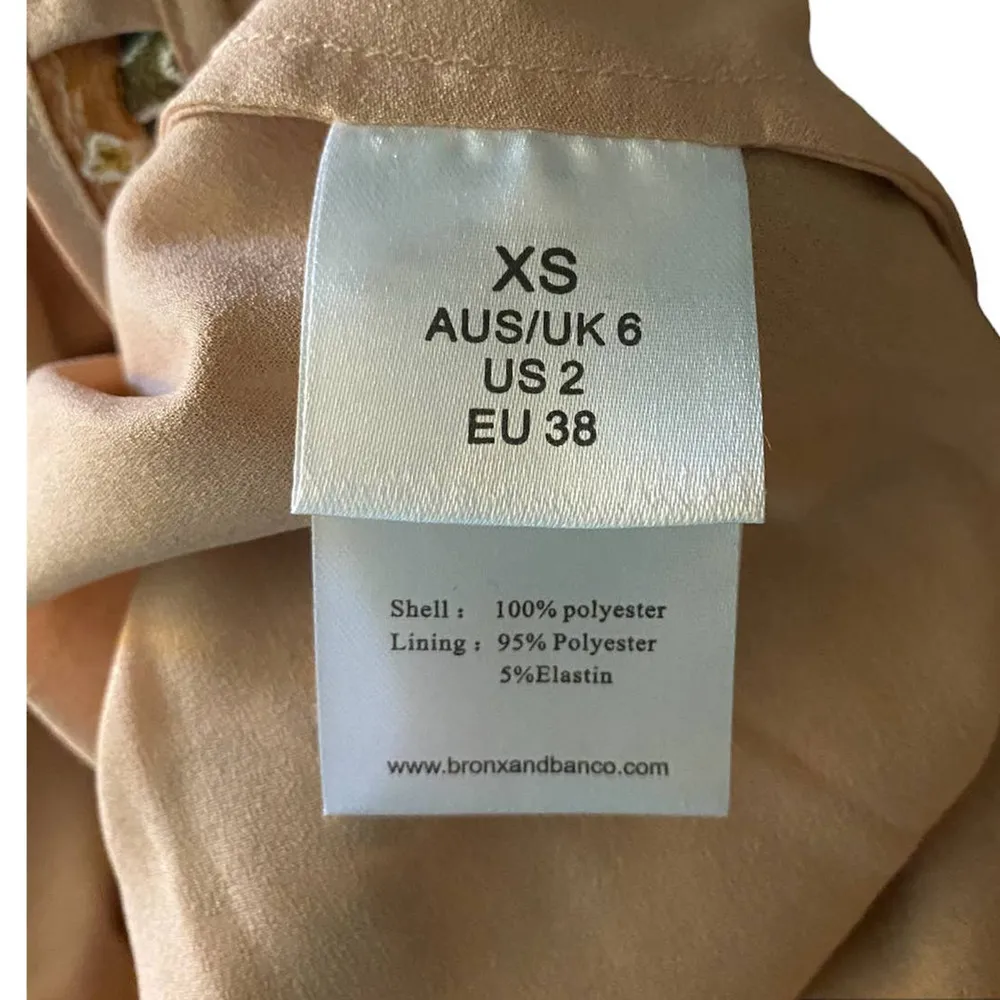 XS
AUS/UK 6
US 2
EU 38
Shell : 100% polyester
Lining : 95% Polyester
5%Elastin
www.bronxandbanco.com